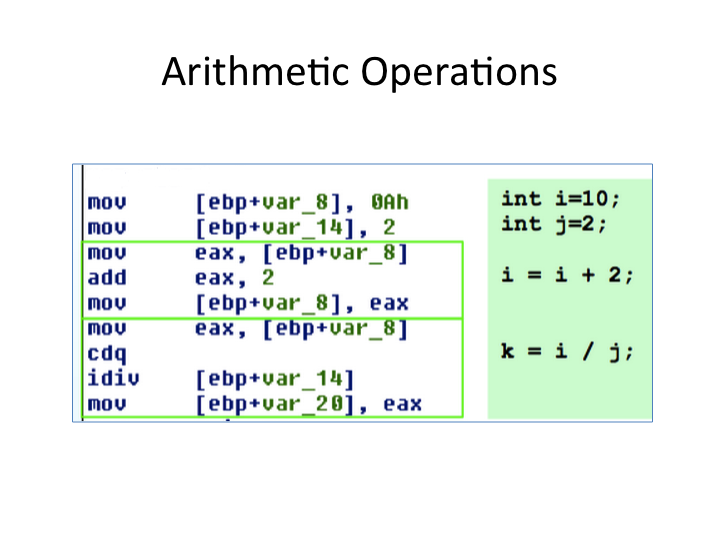 Arithmetic Operations
mov [ebp+var_8], 0Ah
mov [ebp+var_14], 2
mov eax, [ebp+var_8]
add eax, 2
mov [ebp+var_8], eax
mov eax, [ebp+var_8]
cdq
idiv [ebp+var_14]
mov [ebp+var_20], eax
int i=10;
int j=2;
i = i + 2;
k = i / j;